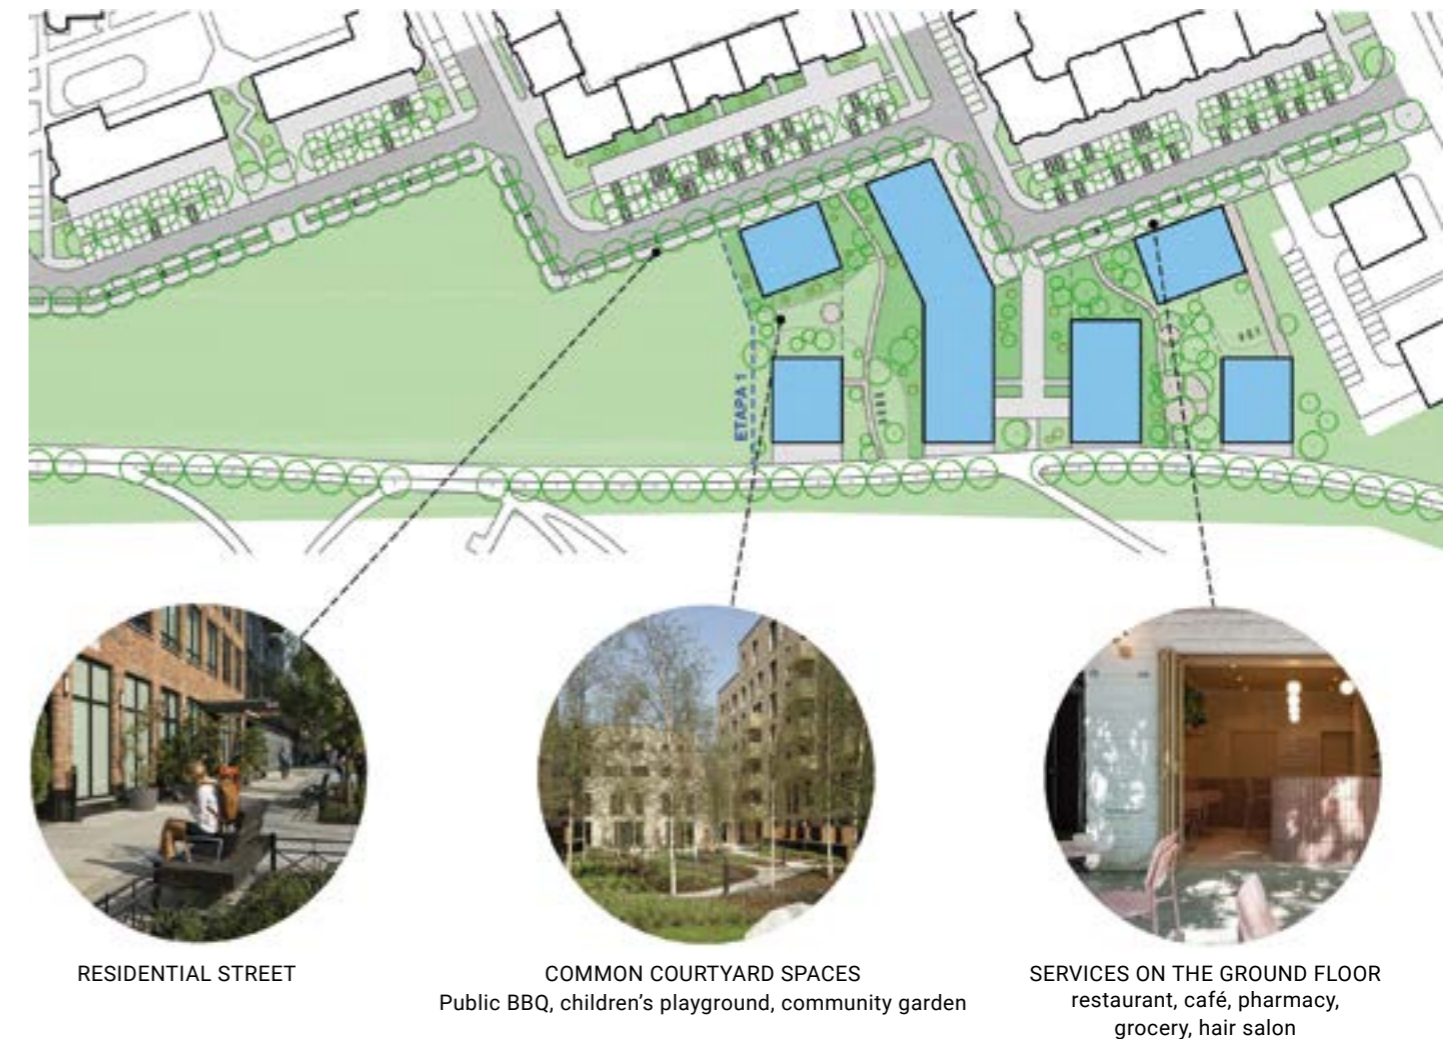 ETAPA 1
RESIDENTIAL STREET
COMMON COURTYARD SPACES
Public BBQ, children’s playground, community garden
SERVICES ON THE GROUND FLOOR
restaurant, café, pharmacy,
grocery, hair salon